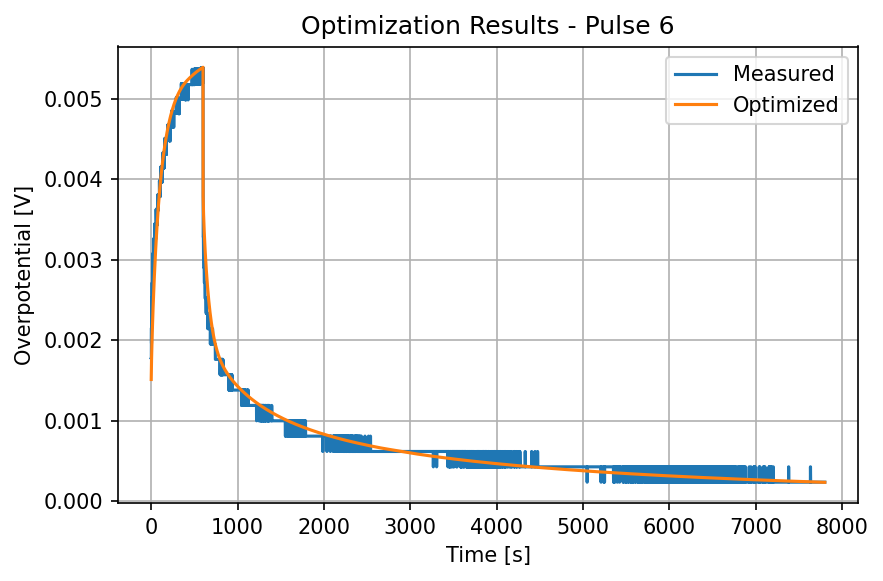 Optimization Results - Pulse 6
Measured
Optimized
Overpotential [V]
0.005
0.004
0.003
0.002
0.001
0.000
0 1000 2000 3000 4000 5000 6000 7000 8000
Time [s]